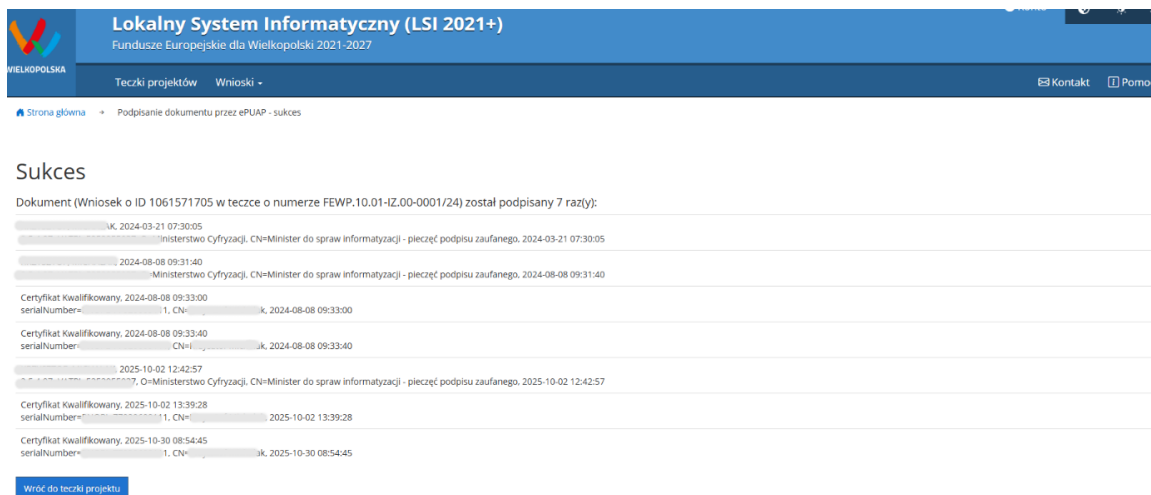 Lokalny System Informatyczny (LSI 2021+)
Fundusze Europejskie dla Wielkopolski 2021-2027
WIELKOPOLSKA
Teczki projektów Wnioski
Kontakt Pomo
Strona główna → Podpisanie dokumentu przez ePUAP - sukces
Sukces
Dokument (Wniosek o ID 1061571705 w teczce o numerze FEWP.10.01-IZ.00-0001/24) został podpisany 7 raz(y):
AK, 2024-03-21 07:30:05
inisterstwo Cyfryzacji, CN=Minister do spraw informatyzacji - pieczęć podpisu zaufanego, 2024-03-21 07:30:05
2024-08-08 09:31:40
=Ministerstwo Cyfryzacji, CN=Minister do spraw informatyzacji - pieczęć podpisu zaufanego, 2024-08-08 09:31:40
Certyfikat Kwalifikowany, 2024-08-08 09:33:00
serialNumber= 1, CN= k, 2024-08-08 09:33:00
Certyfikat Kwalifikowany, 2024-08-08 09:33:40
serialNumber= CN= ak, 2024-08-08 09:33:40
, 2025-10-02 12:42:57
7, O=Ministerstwo Cyfryzacji, CN=Minister do spraw informatyzacji - pieczęć podpisu zaufanego, 2025-10-02 12:42:57
Certyfikat Kwalifikowany, 2025-10-02 13:39:28
serialNumber= 1, CN= , 2025-10-02 13:39:28
Certyfikat Kwalifikowany, 2025-10-30 08:54:45
serialNumber= 1, CN= ak, 2025-10-30 08:54:45
Wróć do teczki projektu